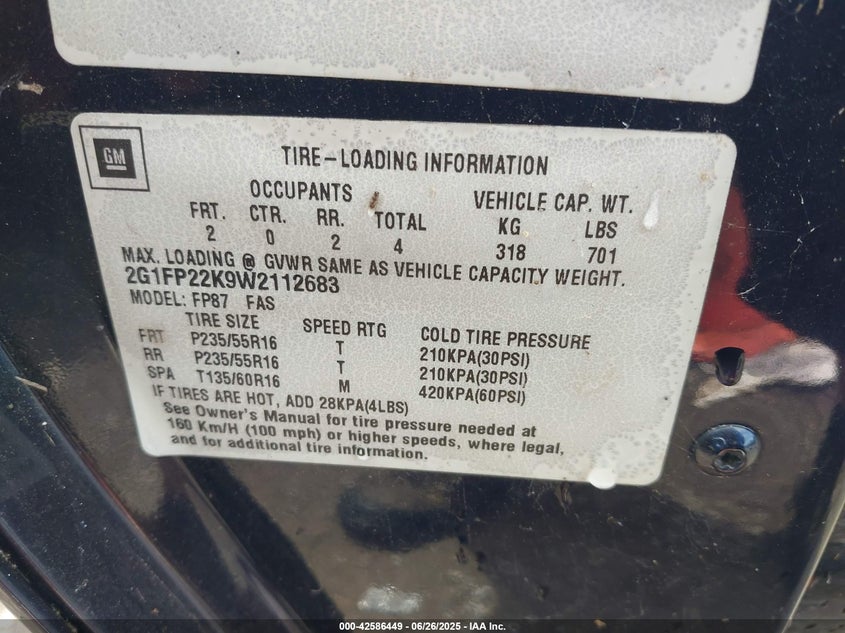 GM
TIRE-LOADING INFORMATION
OCCUPANTS VEHICLE CAP. WT.
FRT. CTR. RR. TOTAL KG LBS
2 0 2 4 318 701
MAX. LOADING @ GVWR SAME AS VEHICLE CAPACITY WEIGHT.
2G1FP22K9W2112683
MODEL: FP87 FAS
TIRE SIZE SPEED RTG COLD TIRE PRESSURE
FRT P235/55R16 T 210KPA(30PSI)
RR P235/55R16 T 210KPA(30PSI)
SPA T135/60R16 M 420KPA(60PSI)
IF TIRES ARE HOT, ADD 28KPA(4LBS)
See Owner's Manual for tire pressure needed at
160 Km/H (100 mph) or higher speeds, where legal,
and for additional tire information.
000-42586449 - 06/26/2025 - IAA Inc.